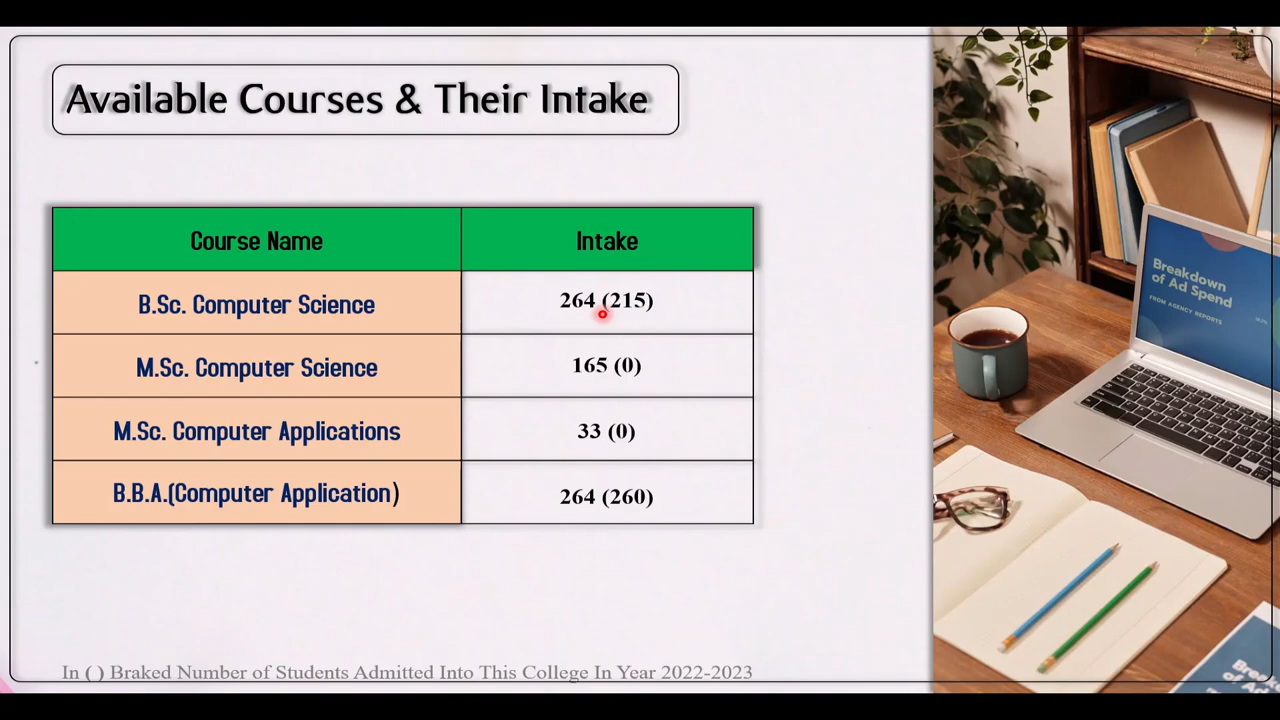 Available Courses & Their Intake
Course Name Intake
B.Sc. Computer Science 264 (215)
M.Sc. Computer Science 165 (0)
M.Sc. Computer Applications 33 (0)
B.B.A.(Computer Application) 264 (260)
In ( ) Braked Number of Students Admitted Into This College In Year 2022-2023
Breakdown
of Ad Spend
FROM AGENCY REPORTS